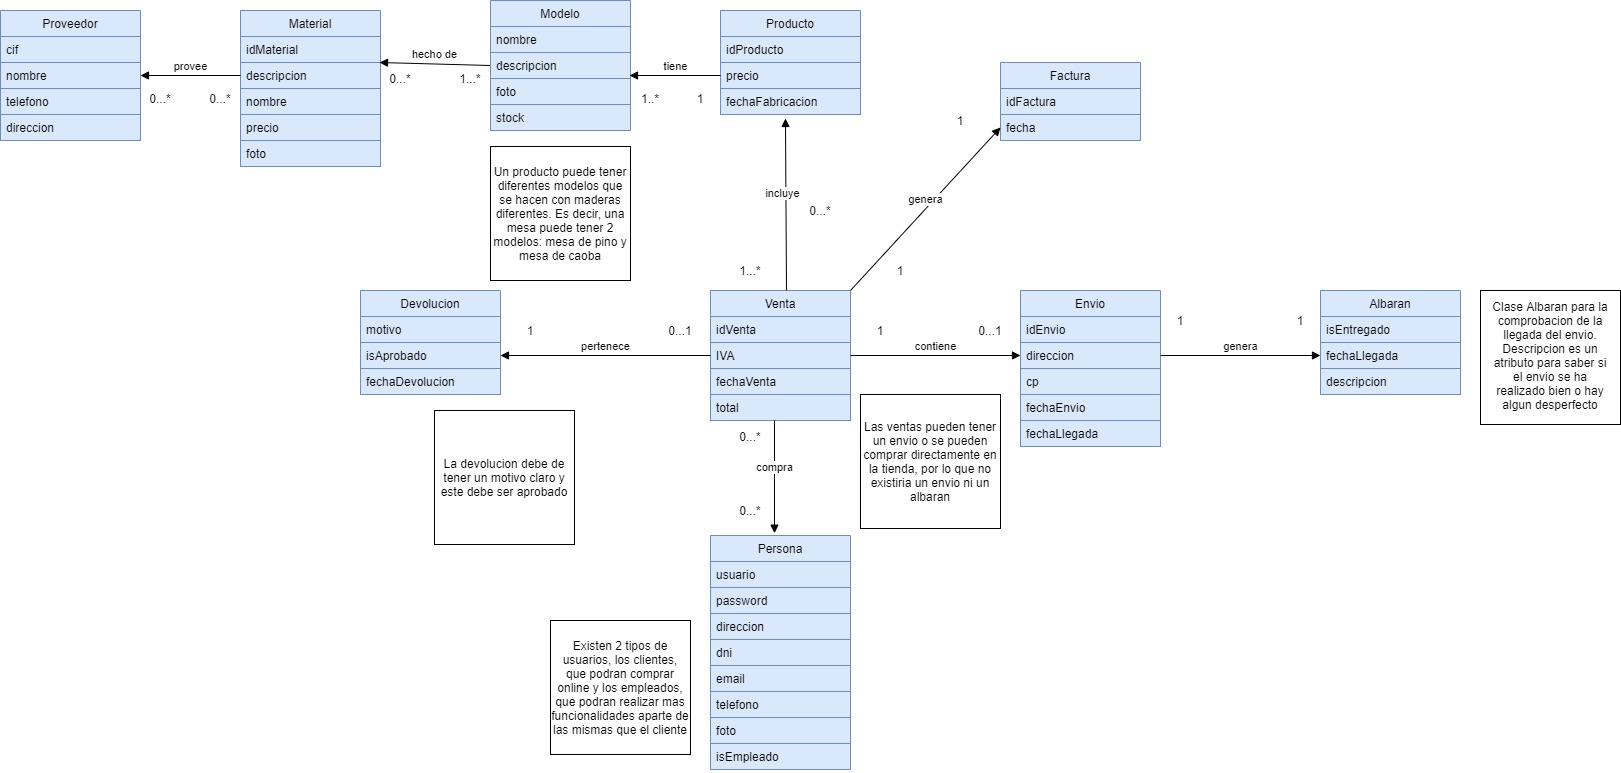 Proveedor
cif
nombre
telefono
direccion
provee
0...*
0...*
Material
idMaterial
descripcion
nombre
precio
foto
hecho de
0...*
1...*
Modelo
nombre
descripcion
foto
stock
tiene
1..*
1
Producto
idProducto
precio
fechaFabricacion
Factura
idFactura
fecha
1
genera
1
incluye
0...*
1...*
Un producto puede tener
diferentes modelos que
se hacen con maderas
diferentes. Es decir, una
mesa puede tener 2
modelos: mesa de pino y
mesa de caoba
Devolucion
motivo
isAprobado
fechaDevolucion
1
0...1
pertenece
Venta
idVenta
IVA
fechaVenta
total
1
0...1
contiene
Envio
idEnvio
direccion
cp
fechaEnvio
fechaLlegada
1
1
genera
Albaran
isEntregado
fechaLlegada
descripcion
Clase Albaran para la
comprobacion de la
llegada del envio.
Descripcion es un
atributo para saber si
el envio se ha
realizado bien o hay
algun desperfecto
La devolucion debe de
tener un motivo claro y
este debe ser aprobado
0...*
compra
0...*
Las ventas pueden tener
un envio o se pueden
comprar directamente en
la tienda, por lo que no
existiria un envio ni un
albaran
Persona
usuario
password
direccion
dni
email
telefono
foto
isEmpleado
Existen 2 tipos de
usuarios, los clientes,
que podran comprar
online y los empleados,
que podran realizar mas
funcionalidades aparte de
las mismas que el cliente